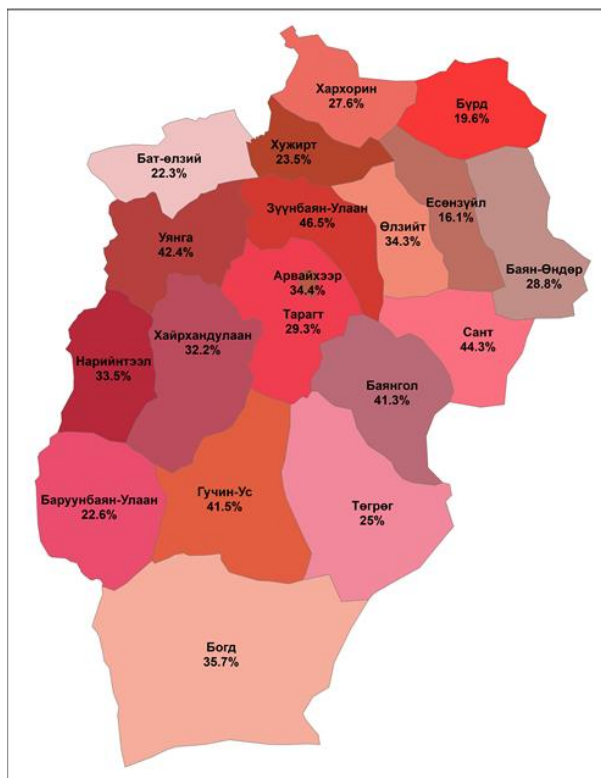 Хархорин
27.6%
Бүрд
19.6%
Хужирт
23.5%
Бат-өлзий
22.3%
Есөнзүйл
16.1%
Зүүнбаян-Улаан
46.5%
Өлзийт
34.3%
Уянга
42.4%
Баян-Өндөр
28.8%
Арвайхээр
34.4%
Тарагт
29.3%
Сант
44.3%
Хайрхандулаан
32.2%
Нарийнтээл
33.5%
Баянгол
41.3%
Баруунбаян-Улаан
22.6%
Гучин-Ус
41.5%
Төгрөг
25%
Богд
35.7%